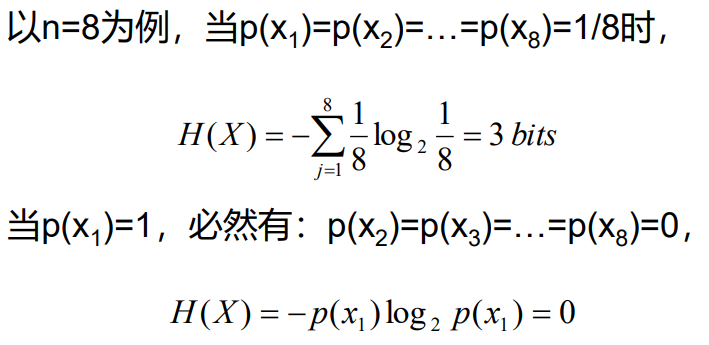 以n=8为例，当p(x₁)=p(x₂)=…=p(x₈)=1/8时，
H(X) = −∑_{j=1}^{8} 1/8 log₂ 1/8 = 3 bits
当p(x₁)=1，必然有：p(x₂)=p(x₃)=…=p(x₈)=0，
H(X) = −p(x₁) log₂ p(x₁) = 0